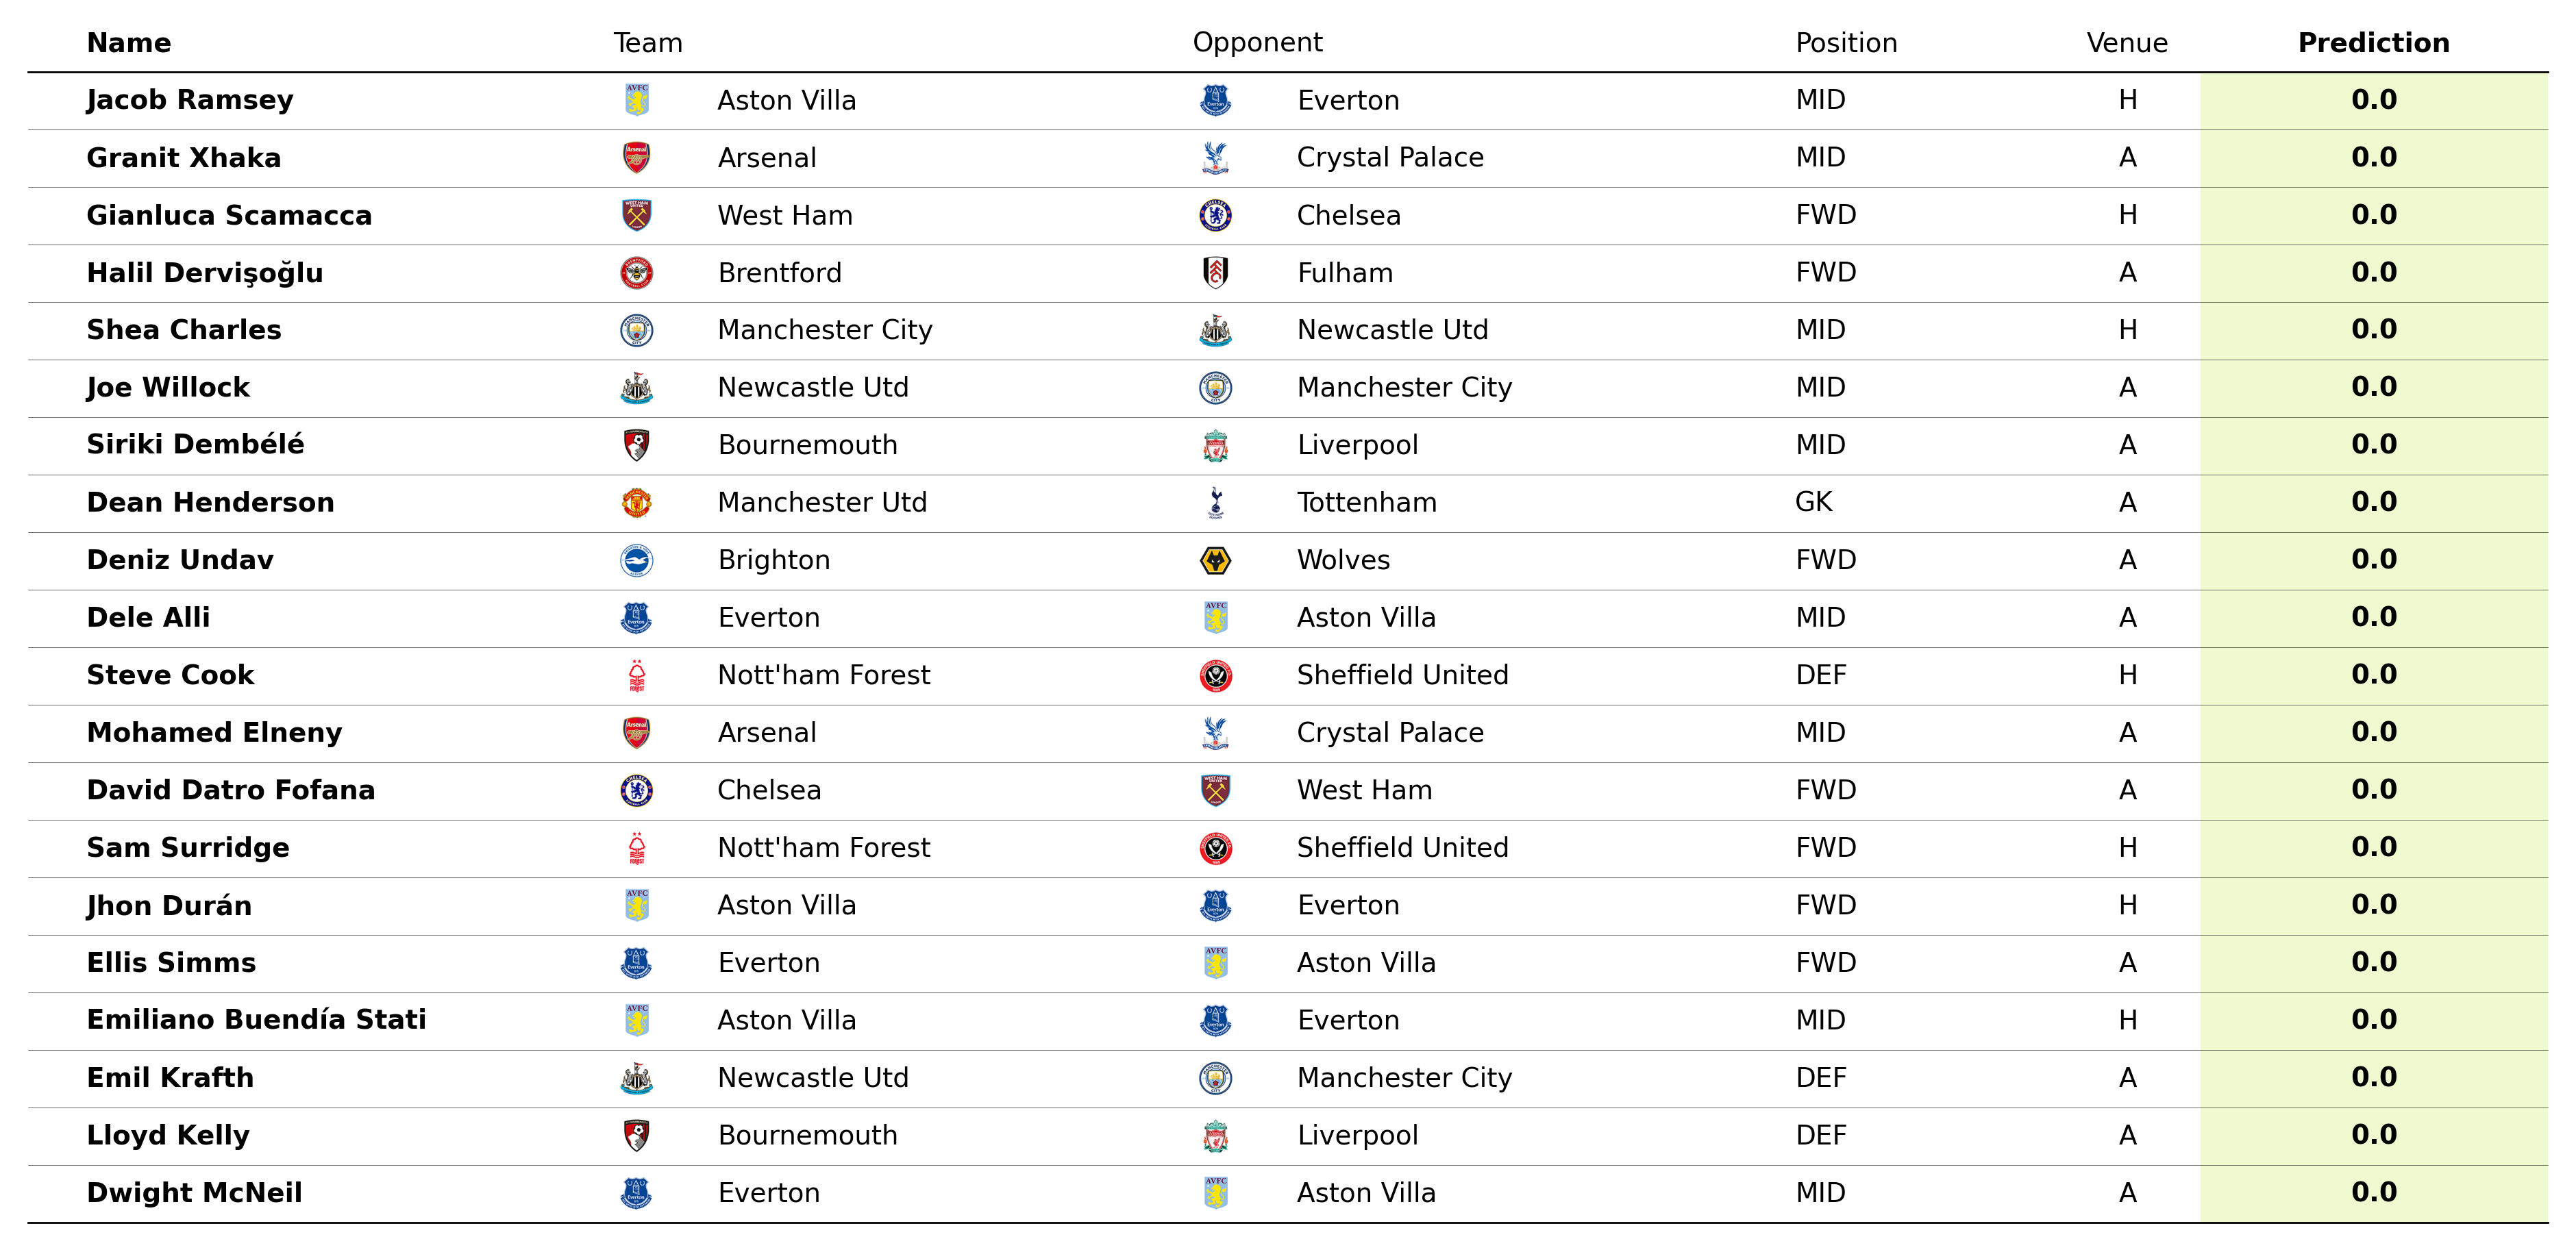 Name Team Opponent Position Venue Prediction
Jacob Ramsey Aston Villa Everton MID H 0.0
Granit Xhaka Arsenal Crystal Palace MID A 0.0
Gianluca Scamacca West Ham Chelsea FWD H 0.0
Halil Dervişoğlu Brentford Fulham FWD A 0.0
Shea Charles Manchester City Newcastle Utd MID H 0.0
Joe Willock Newcastle Utd Manchester City MID A 0.0
Siriki Dembélé Bournemouth Liverpool MID A 0.0
Dean Henderson Manchester Utd Tottenham GK A 0.0
Deniz Undav Brighton Wolves FWD A 0.0
Dele Alli Everton Aston Villa MID A 0.0
Steve Cook Nott'ham Forest Sheffield United DEF H 0.0
Mohamed Elneny Arsenal Crystal Palace MID A 0.0
David Datro Fofana Chelsea West Ham FWD A 0.0
Sam Surridge Nott'ham Forest Sheffield United FWD H 0.0
Jhon Durán Aston Villa Everton FWD H 0.0
Ellis Simms Everton Aston Villa FWD A 0.0
Emiliano Buendía Stati Aston Villa Everton MID H 0.0
Emil Krafth Newcastle Utd Manchester City DEF A 0.0
Lloyd Kelly Bournemouth Liverpool DEF A 0.0
Dwight McNeil Everton Aston Villa MID A 0.0